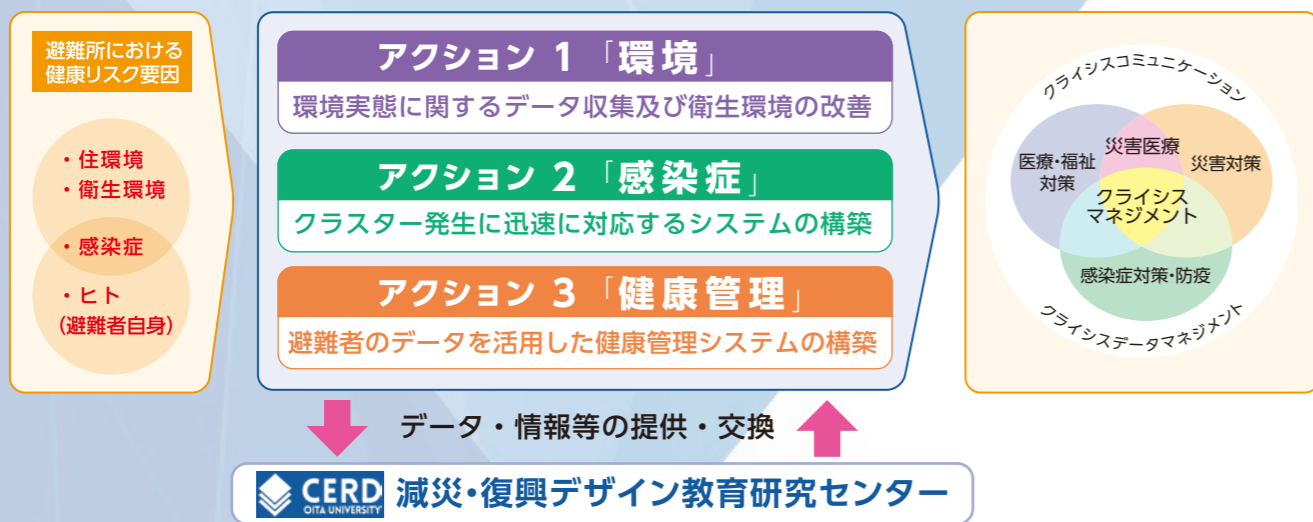 避難所における
健康リスク要因
・住環境
・衛生環境
・感染症
・ヒト
(避難者自身)
アクション 1 「環境」
環境実態に関するデータ収集及び衛生環境の改善
アクション 2 「感染症」
クラスター発生に迅速に対応するシステムの構築
アクション 3 「健康管理」
避難者のデータを活用した健康管理システムの構築
クライシスコミュニケーション
医療・福祉
対策
災害医療
災害対策
クライシス
マネジメント
感染症対策・防疫
クライシスデータマネジメント
データ・情報等の提供・交換
CERD
OITA UNIVERSITY
減災・復興デザイン教育研究センター